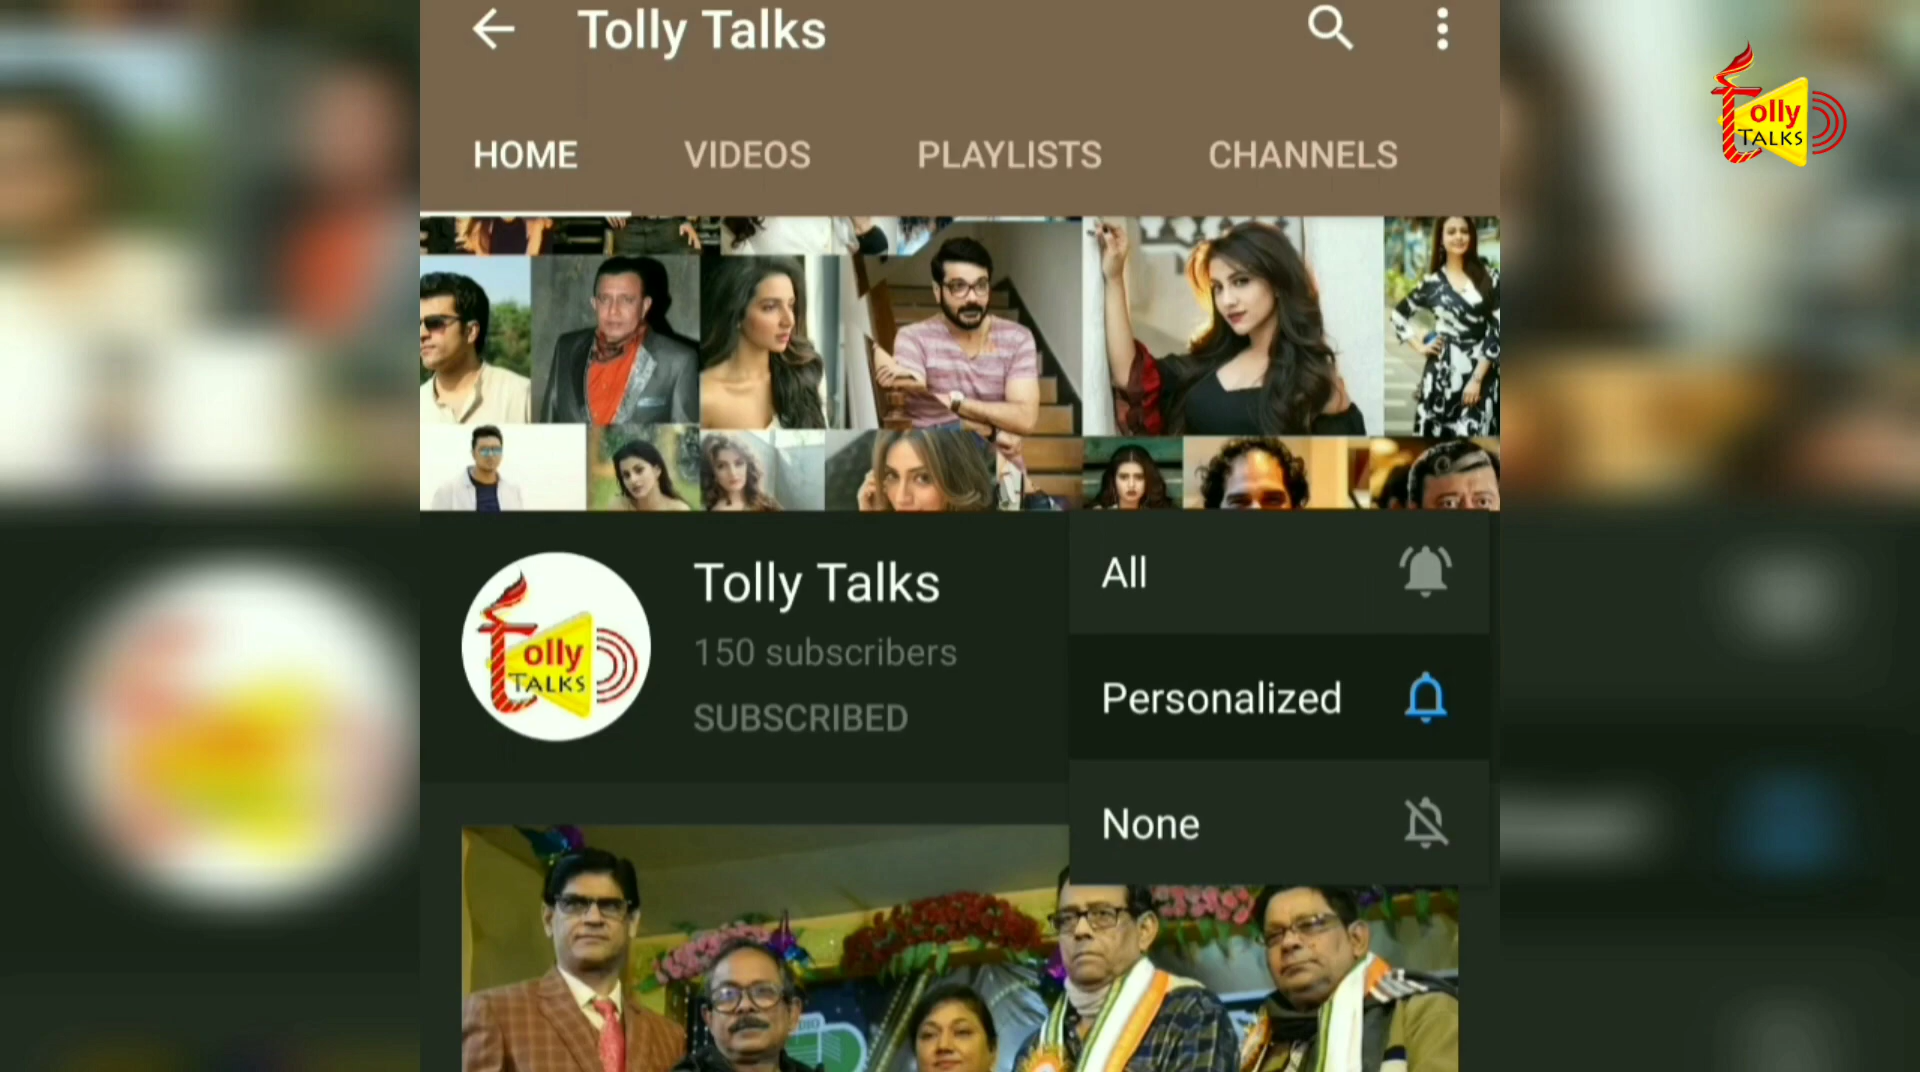 Tolly Talks
HOME VIDEOS PLAYLISTS CHANNELS
olly
TALKS
Tolly Talks
150 subscribers
SUBSCRIBED
olly
TALKS
All
Personalized
None